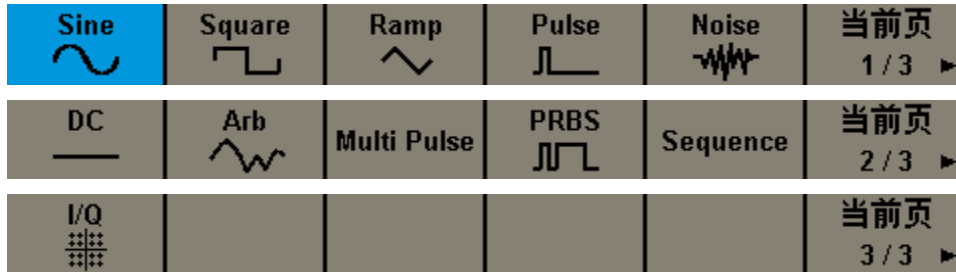 Sine Square Ramp Pulse Noise 当前页
1 / 3
DC Arb Multi Pulse PRBS Sequence 当前页
2 / 3
I/Q 当前页
3 / 3